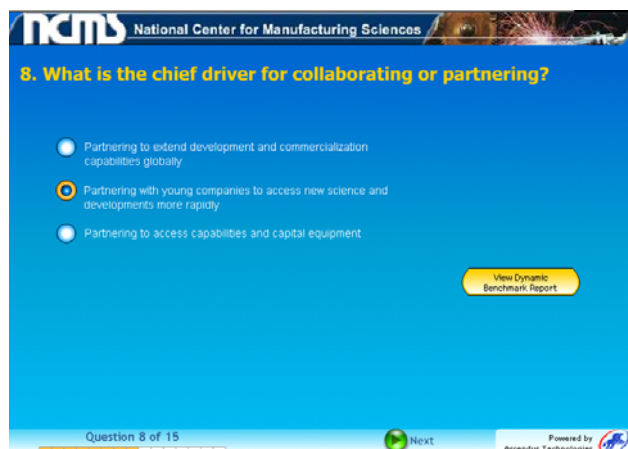 NCMS National Center for Manufacturing Sciences
8. What is the chief driver for collaborating or partnering?
Partnering to extend development and commercialization
capabilities globally
Partnering with young companies to access new science and
developments more rapidly
Partnering to access capabilities and capital equipment
View Dynamic
Benchmark Report
Question 8 of 15
Next
Powered by
Technologies